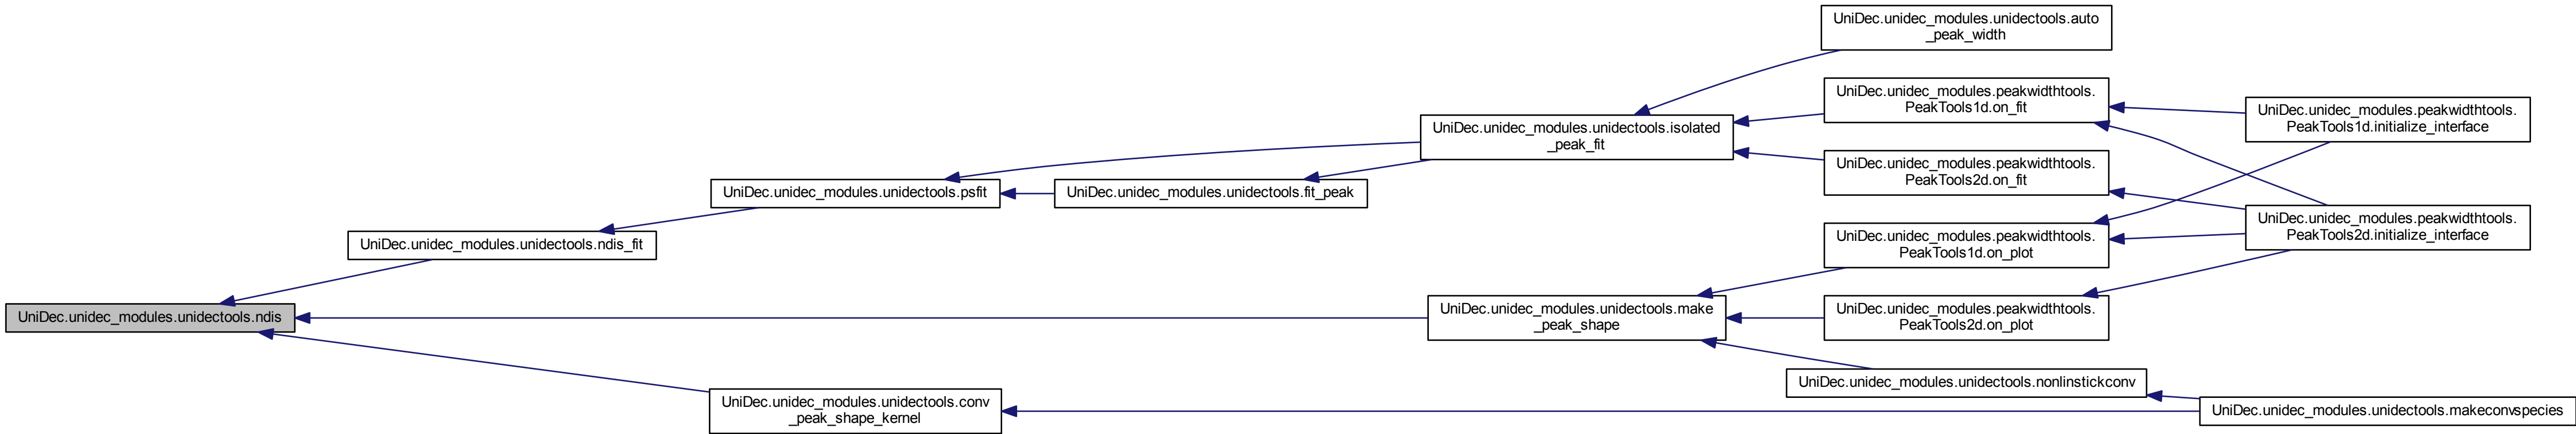 UniDec.unidec_modules.unidectools.auto
_peak_width
UniDec.unidec_modules.peakwidthtools.
PeakTools1d.on_fit
UniDec.unidec_modules.peakwidthtools.
PeakTools1d.initialize_interface
UniDec.unidec_modules.unidectools.isolated
_peak_fit
UniDec.unidec_modules.peakwidthtools.
PeakTools2d.on_fit
UniDec.unidec_modules.unidectools.psfit
UniDec.unidec_modules.unidectools.fit_peak
UniDec.unidec_modules.peakwidthtools.
PeakTools2d.initialize_interface
UniDec.unidec_modules.unidectools.ndis_fit
UniDec.unidec_modules.peakwidthtools.
PeakTools1d.on_plot
UniDec.unidec_modules.unidectools.ndis
UniDec.unidec_modules.unidectools.make
_peak_shape
UniDec.unidec_modules.peakwidthtools.
PeakTools2d.on_plot
UniDec.unidec_modules.unidectools.nonlinstickconv
UniDec.unidec_modules.unidectools.conv
_peak_shape_kernel
UniDec.unidec_modules.unidectools.makeconvspecies